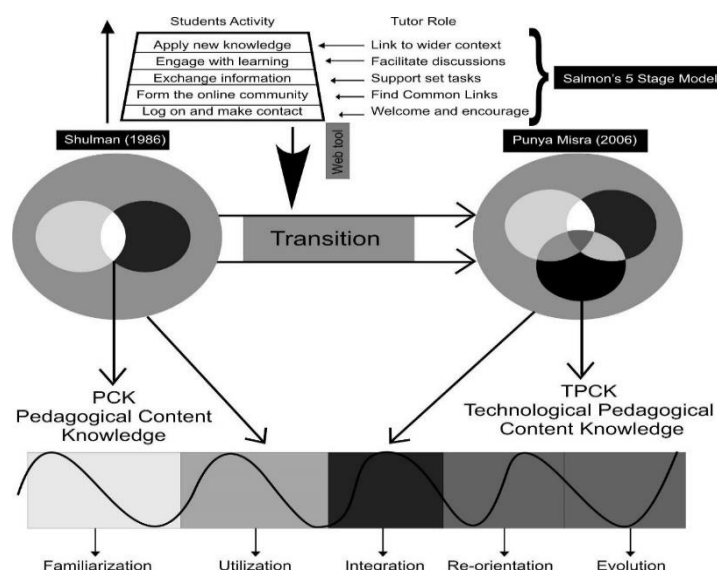 Students Activity
Tutor Role
Apply new knowledge
Link to wider context
Engage with learning
Facilitate discussions
Exchange information
Support set tasks
Form the online community
Find Common Links
Log on and make contact
Welcome and encourage
Salmon's 5 Stage Model
Shulman (1986)
Web tool
Punya Misra (2006)
Transition
PCK
Pedagogical Content
Knowledge
TPCK
Technological Pedagogical
Content Knowledge
Familiarization
Utilization
Integration
Re-orientation
Evolution